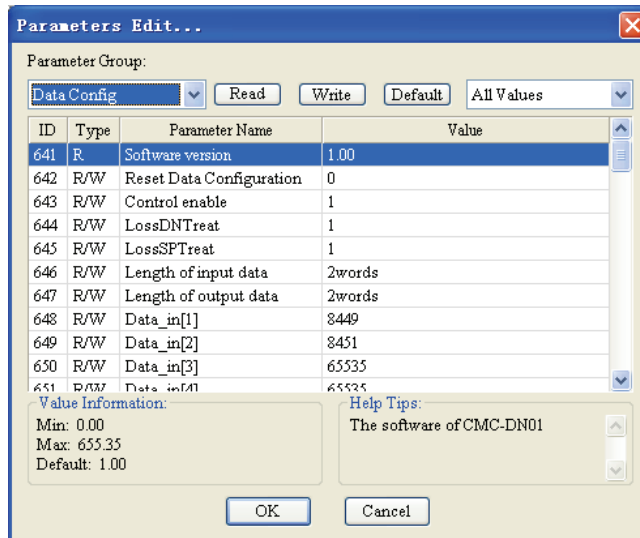 Parameters Edit...
Parameter Group:
Data Config Read Write Default All Values
ID Type Parameter Name Value
641 R Software version 1.00
642 R/W Reset Data Configuration 0
643 R/W Control enable 1
644 R/W LossDNTreat 1
645 R/W LossSPTreat 1
646 R/W Length of input data 2words
647 R/W Length of output data 2words
648 R/W Data_in[1] 8449
649 R/W Data_in[2] 8451
650 R/W Data_in[3] 65535
651 R/W Data_in[4] 65535
Value Information: Help Tips:
Min: 0.00 The software of CMC-DN01
Max: 655.35
Default: 1.00
OK Cancel